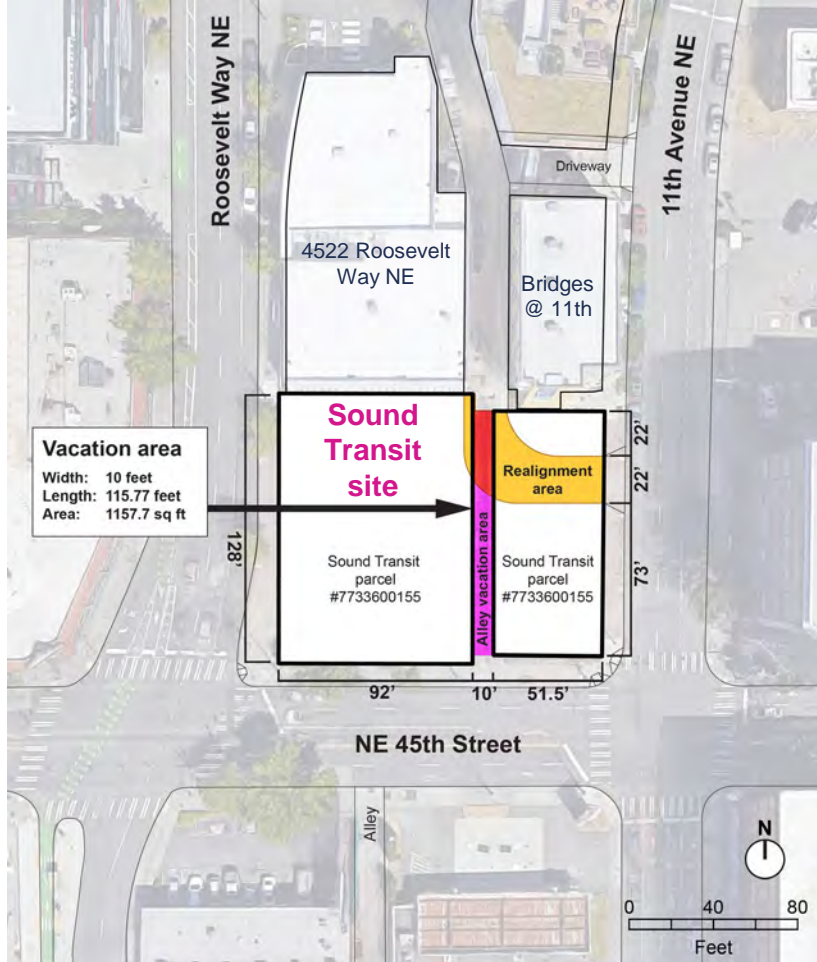 Roosevelt Way NE
11th Avenue NE
Driveway
4522 Roosevelt
Way NE
Bridges
@ 11th
Sound
Transit
site
Vacation area
Width: 10 feet
Length: 115.77 feet
Area: 1157.7 sq ft
Realignment
area
22'
22'
73'
128'
Sound Transit
parcel
#7733600155
Alley vacation area
Sound Transit
parcel
#7733600155
92'
10'
51.5'
NE 45th Street
Alley
N
0 40 80
Feet